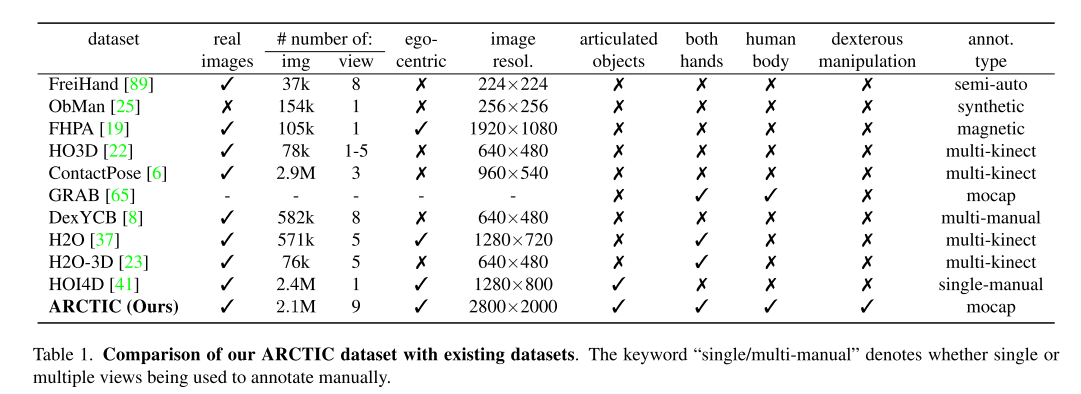 dataset real # number of: ego- image articulated both human dexterous annot.
images img view centric resol. objects hands body manipulation type
FreiHand [89] ✓ 37k 8 ✗ 224×224 ✗ ✗ ✗ ✗ semi-auto
ObMan [25] ✗ 154k 1 ✗ 256×256 ✗ ✗ ✗ ✗ synthetic
FHPA [19] ✓ 105k 1 ✓ 1920×1080 ✗ ✗ ✗ ✗ magnetic
HO3D [22] ✓ 78k 1-5 ✗ 640×480 ✗ ✗ ✗ ✗ multi-kinect
ContactPose [6] ✓ 2.9M 3 ✗ 960×540 ✗ ✗ ✗ ✗ multi-kinect
GRAB [65] - - - - - ✗ ✓ ✓ ✗ mocap
DexYCB [8] ✓ 582k 8 ✗ 640×480 ✗ ✗ ✗ ✗ multi-manual
H2O [37] ✓ 571k 5 ✓ 1280×720 ✗ ✓ ✗ ✗ multi-kinect
H2O-3D [23] ✓ 76k 5 ✗ 640×480 ✗ ✓ ✗ ✗ multi-kinect
HOI4D [41] ✓ 2.4M 1 ✓ 1280×800 ✓ ✗ ✗ ✗ single-manual
ARCTIC (Ours) ✓ 2.1M 9 ✓ 2800×2000 ✓ ✓ ✓ ✓ mocap
Table 1. Comparison of our ARCTIC dataset with existing datasets. The keyword “single/multi-manual” denotes whether single or
multiple views being used to annotate manually.